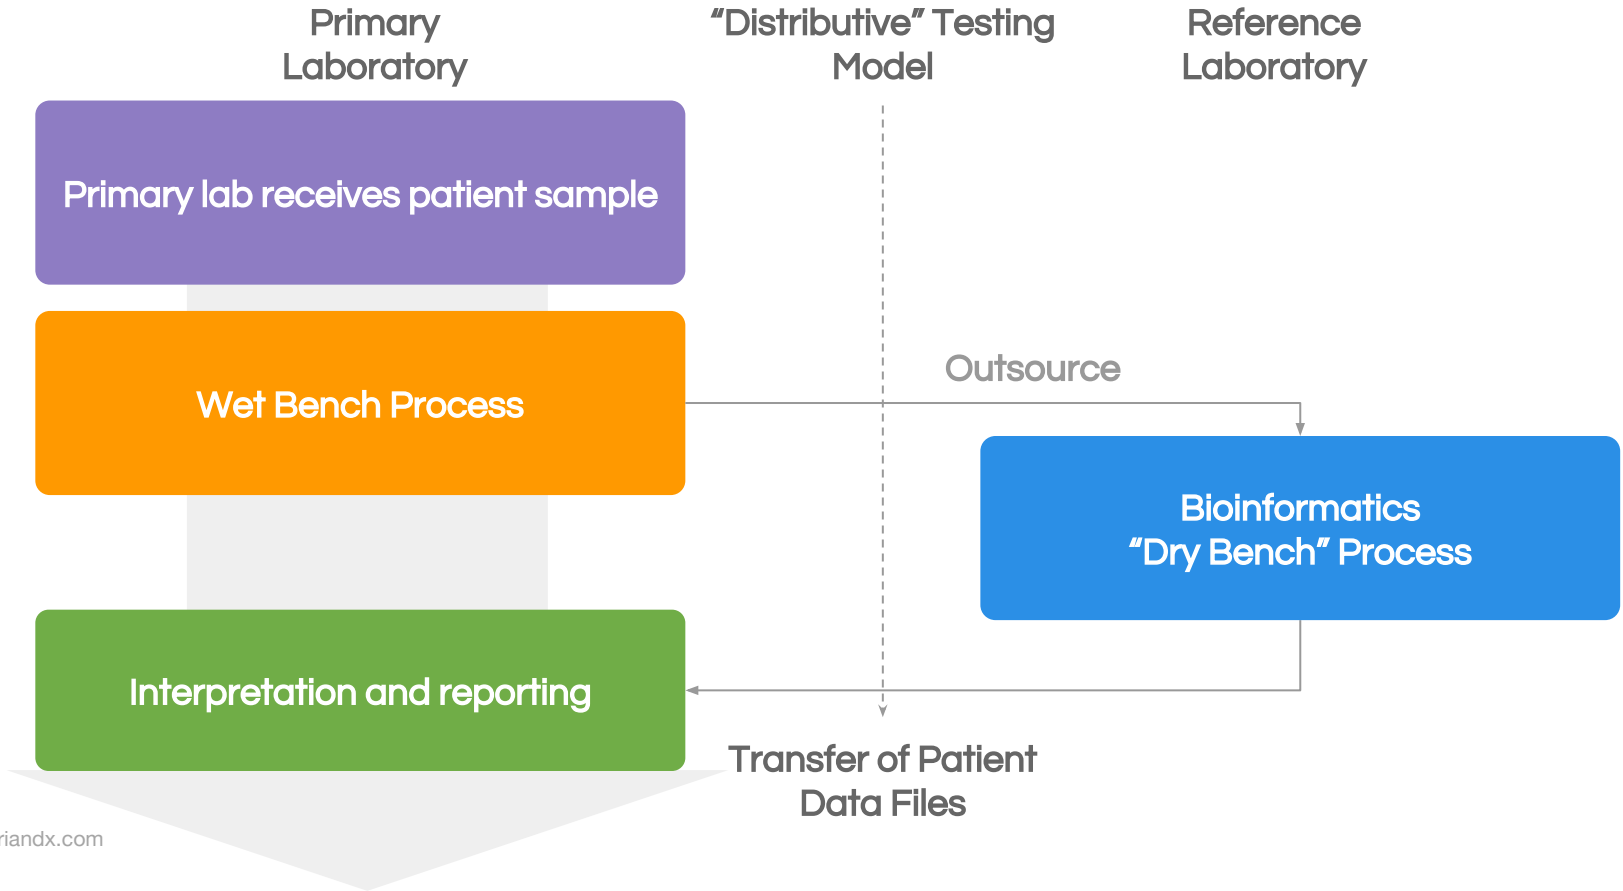 Primary
Laboratory
“Distributive” Testing
Model
Reference
Laboratory
Primary lab receives patient sample
Wet Bench Process
Outsource
Bioinformatics
“Dry Bench” Process
Interpretation and reporting
Transfer of Patient
Data Files
riandx.com